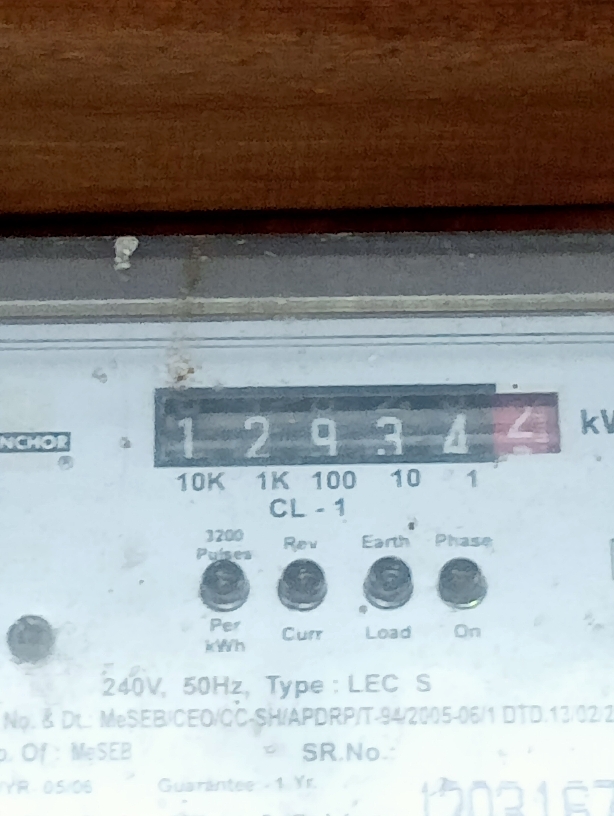 NCHOR
1 2 9 3 4 2
10K 1K 100 10 1
CL - 1
3200 Pulses Per kWh
Rev Curr
Earth Load
Phase On
240V, 50Hz, Type : LEC S
No. & Dt.: MeSEB/CEO/CC-SH/APDRP/T-94/2005-06/1 DTD.13/02/2
Of : MeSEB SR.No.:
YR 05/06 Guarantee - 1 Yr.